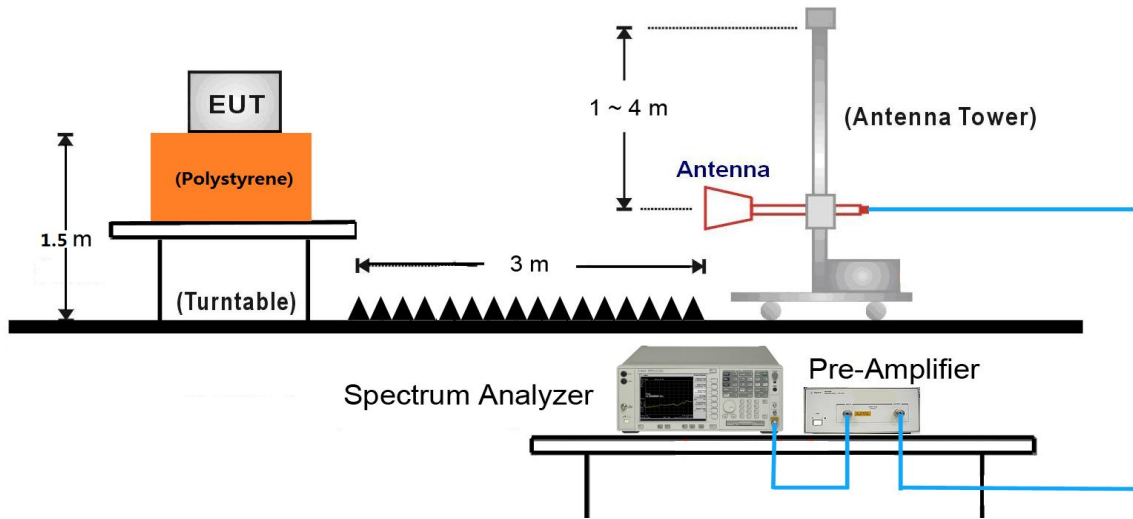 EUT
1 ~ 4 m
(Antenna Tower)
Antenna
(Polystyrene)
1.5 m
3 m
(Turntable)
Spectrum Analyzer
Pre-Amplifier